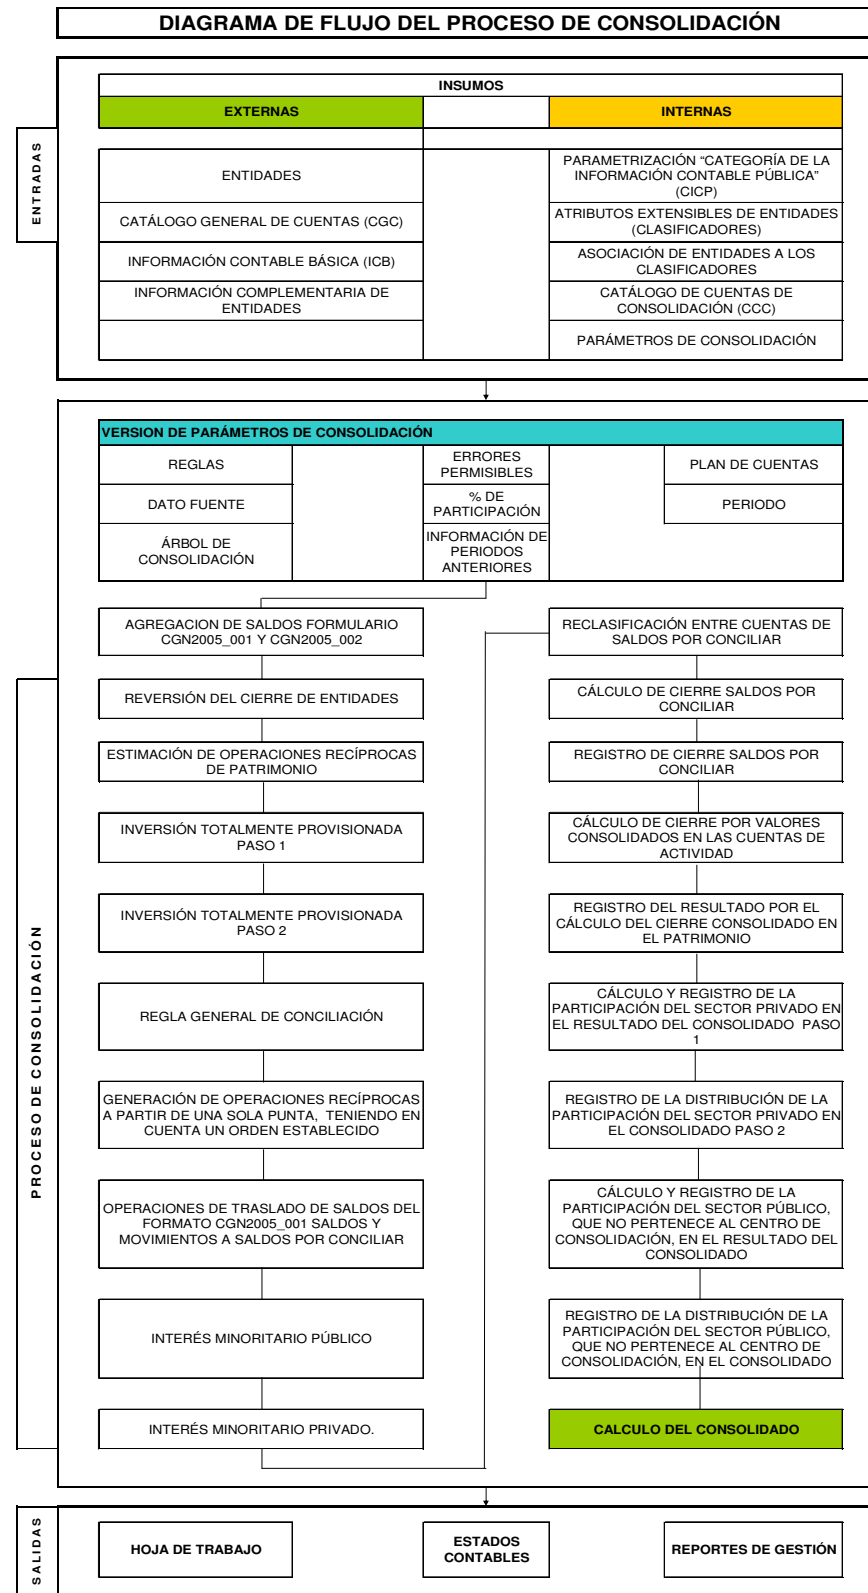 DIAGRAMA DE FLUJO DEL PROCESO DE CONSOLIDACIÓN
ENTRADAS
INSUMOS
EXTERNAS
INTERNAS
ENTIDADES
PARAMETRIZACIÓN “CATEGORÍA DE LA
INFORMACIÓN CONTABLE PÚBLICA”
(CICP)
CATÁLOGO GENERAL DE CUENTAS (CGC)
ATRIBUTOS EXTENSIBLES DE ENTIDADES
(CLASIFICADORES)
INFORMACIÓN CONTABLE BÁSICA (ICB)
ASOCIACIÓN DE ENTIDADES A LOS
CLASIFICADORES
INFORMACIÓN COMPLEMENTARIA DE
ENTIDADES
CATÁLOGO DE CUENTAS DE
CONSOLIDACIÓN (CCC)
PARÁMETROS DE CONSOLIDACIÓN
VERSION DE PARÁMETROS DE CONSOLIDACIÓN
REGLAS
ERRORES
PERMISIBLES
PLAN DE CUENTAS
DATO FUENTE
% DE
PARTICIPACIÓN
PERIODO
ÁRBOL DE
CONSOLIDACIÓN
INFORMACIÓN DE
PERIODOS
ANTERIORES
PROCESO DE CONSOLIDACIÓN
AGREGACION DE SALDOS FORMULARIO
CGN2005_001 Y CGN2005_002
REVERSIÓN DEL CIERRE DE ENTIDADES
ESTIMACIÓN DE OPERACIONES RECÍPROCAS
DE PATRIMONIO
INVERSIÓN TOTALMENTE PROVISIONADA
PASO 1
INVERSIÓN TOTALMENTE PROVISIONADA
PASO 2
REGLA GENERAL DE CONCILIACIÓN
GENERACIÓN DE OPERACIONES RECÍPROCAS
A PARTIR DE UNA SOLA PUNTA, TENIENDO EN
CUENTA UN ORDEN ESTABLECIDO
OPERACIONES DE TRASLADO DE SALDOS DEL
FORMATO CGN2005_001 SALDOS Y
MOVIMIENTOS A SALDOS POR CONCILIAR
INTERÉS MINORITARIO PÚBLICO
INTERÉS MINORITARIO PRIVADO.
RECLASIFICACIÓN ENTRE CUENTAS DE
SALDOS POR CONCILIAR
CÁLCULO DE CIERRE SALDOS POR
CONCILIAR
REGISTRO DE CIERRE SALDOS POR
CONCILIAR
CÁLCULO DE CIERRE POR VALORES
CONSOLIDADOS EN LAS CUENTAS DE
ACTIVIDAD
REGISTRO DEL RESULTADO POR EL
CÁLCULO DEL CIERRE CONSOLIDADO EN
EL PATRIMONIO
CÁLCULO Y REGISTRO DE LA
PARTICIPACIÓN DEL SECTOR PRIVADO EN
EL RESULTADO DEL CONSOLIDADO PASO
1
REGISTRO DE LA DISTRIBUCIÓN DE LA
PARTICIPACIÓN DEL SECTOR PRIVADO EN
EL CONSOLIDADO PASO 2
CÁLCULO Y REGISTRO DE LA
PARTICIPACIÓN DEL SECTOR PÚBLICO,
QUE NO PERTENECE AL CENTRO DE
CONSOLIDACIÓN, EN EL RESULTADO DEL
CONSOLIDADO
REGISTRO DE LA DISTRIBUCIÓN DE LA
PARTICIPACIÓN DEL SECTOR PÚBLICO,
QUE NO PERTENECE AL CENTRO DE
CONSOLIDACIÓN, EN EL CONSOLIDADO
CALCULO DEL CONSOLIDADO
SALIDAS
HOJA DE TRABAJO
ESTADOS
CONTABLES
REPORTES DE GESTIÓN